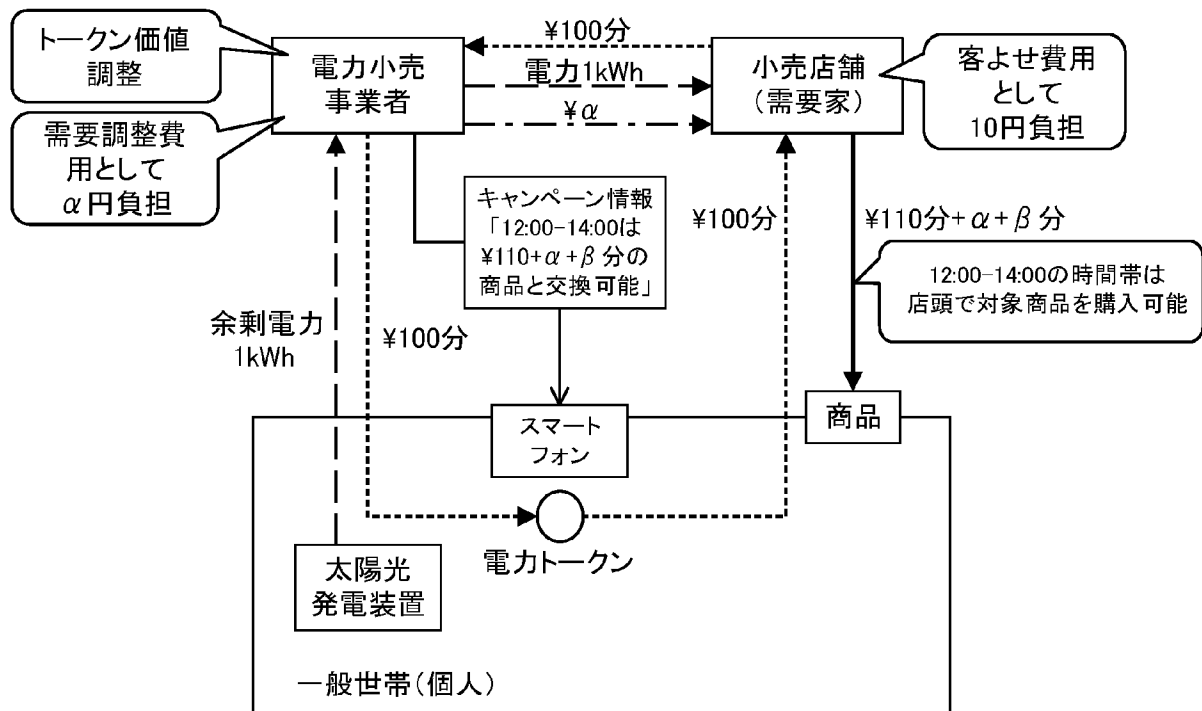 トークン価値
調整
需要調整費
用として
α円負担
電力小売
事業者
¥100分
電力1kWh
¥α
小売店舗
(需要家)
客よせ費用
として
10円負担
キャンペーン情報
「12:00-14:00は
¥110+α+β分の
商品と交換可能」
¥100分
¥110分+α+β分
12:00-14:00の時間帯は
店頭で対象商品を購入可能
余剰電力
1kWh
¥100分
スマート
フォン
商品
電力トークン
太陽光
発電装置
一般世帯(個人)